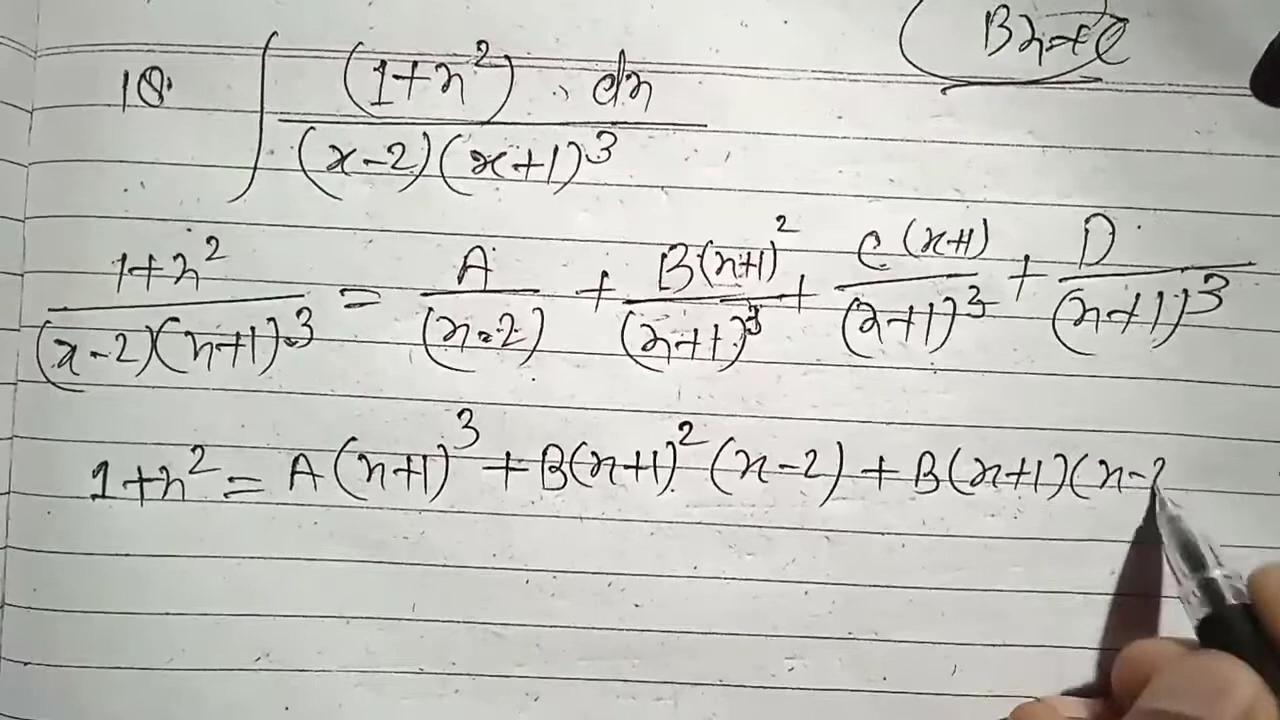 Bx+C
18. ∫ (1+x²) . dx / (x-2)(x+1)³
1+x² / (x-2)(x+1)³ = A / (x-2) + B(x+1)² / (x+1)³ + C(x+1) / (x+1)³ + D / (x+1)³
1+x² = A(x+1)³ + B(x+1)² (x-2) + B(x+1)(x-2